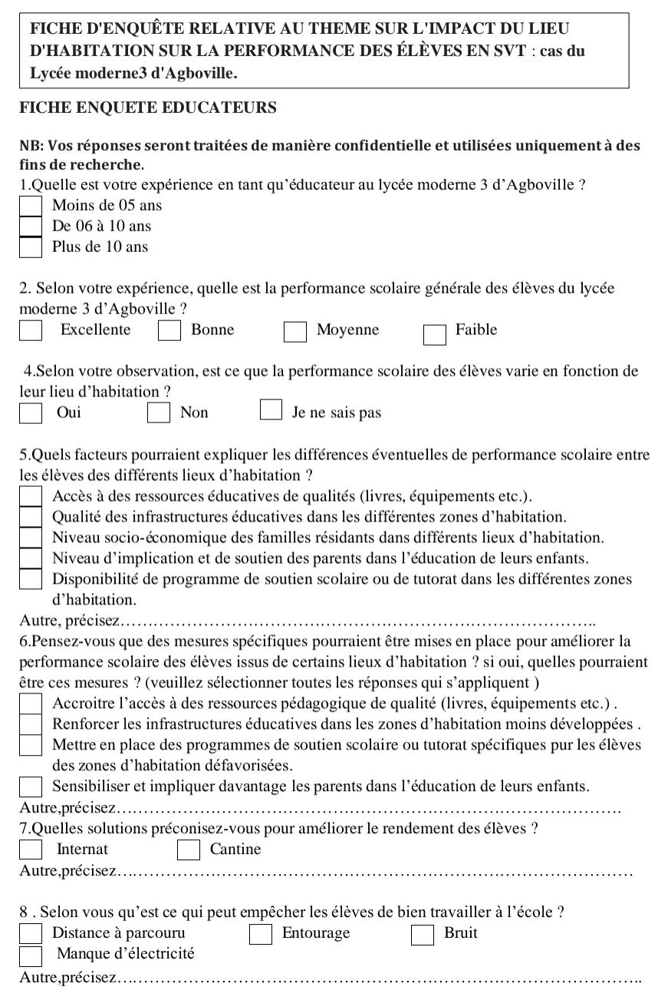 FICHE D'ENQUÊTE RELATIVE AU THEME SUR L'IMPACT DU LIEU
D'HABITATION SUR LA PERFORMANCE DES ÉLÈVES EN SVT : cas du
Lycée moderne3 d'Agboville.
FICHE ENQUETE EDUCATEURS
NB: Vos réponses seront traitées de manière confidentielle et utilisées uniquement à des
fins de recherche.
1.Quelle est votre expérience en tant qu’éducateur au lycée moderne 3 d’Agboville ?
Moins de 05 ans
De 06 à 10 ans
Plus de 10 ans
2. Selon votre expérience, quelle est la performance scolaire générale des élèves du lycée
moderne 3 d’Agboville ?
Excellente Bonne Moyenne Faible
4.Selon votre observation, est ce que la performance scolaire des élèves varie en fonction de
leur lieu d’habitation ?
Oui Non Je ne sais pas
5.Quels facteurs pourraient expliquer les différences éventuelles de performance scolaire entre
les élèves des différents lieux d’habitation ?
Accès à des ressources éducatives de qualités (livres, équipements etc.).
Qualité des infrastructures éducatives dans les différentes zones d’habitation.
Niveau socio-économique des familles résidants dans différents lieux d’habitation.
Niveau d’implication et de soutien des parents dans l’éducation de leurs enfants.
Disponibilité de programme de soutien scolaire ou de tutorat dans les différentes zones
d’habitation.
Autre, précisez…………………………………………………………………………..
6.Pensez-vous que des mesures spécifiques pourraient être mises en place pour améliorer la
performance scolaire des élèves issus de certains lieux d’habitation ? si oui, quelles pourraient
être ces mesures ? (veuillez sélectionner toutes les réponses qui s’appliquent )
Accroitre l’accès à des ressources pédagogique de qualité (livres, équipements etc.) .
Renforcer les infrastructures éducatives dans les zones d’habitation moins développées .
Mettre en place des programmes de soutien scolaire ou tutorat spécifiques pur les élèves
des zones d’habitation défavorisées.
Sensibiliser et impliquer davantage les parents dans l’éducation de leurs enfants.
Autre,précisez……………………………………………………………………………….
7.Quelles solutions préconisez-vous pour améliorer le rendement des élèves ?
Internat Cantine
Autre,précisez…………………………………………………………………………………
8 . Selon vous qu’est ce qui peut empêcher les élèves de bien travailler à l’école ?
Distance à parcouru Entourage Bruit
Manque d’électricité
Autre,précisez…………………………………………………………………………………..